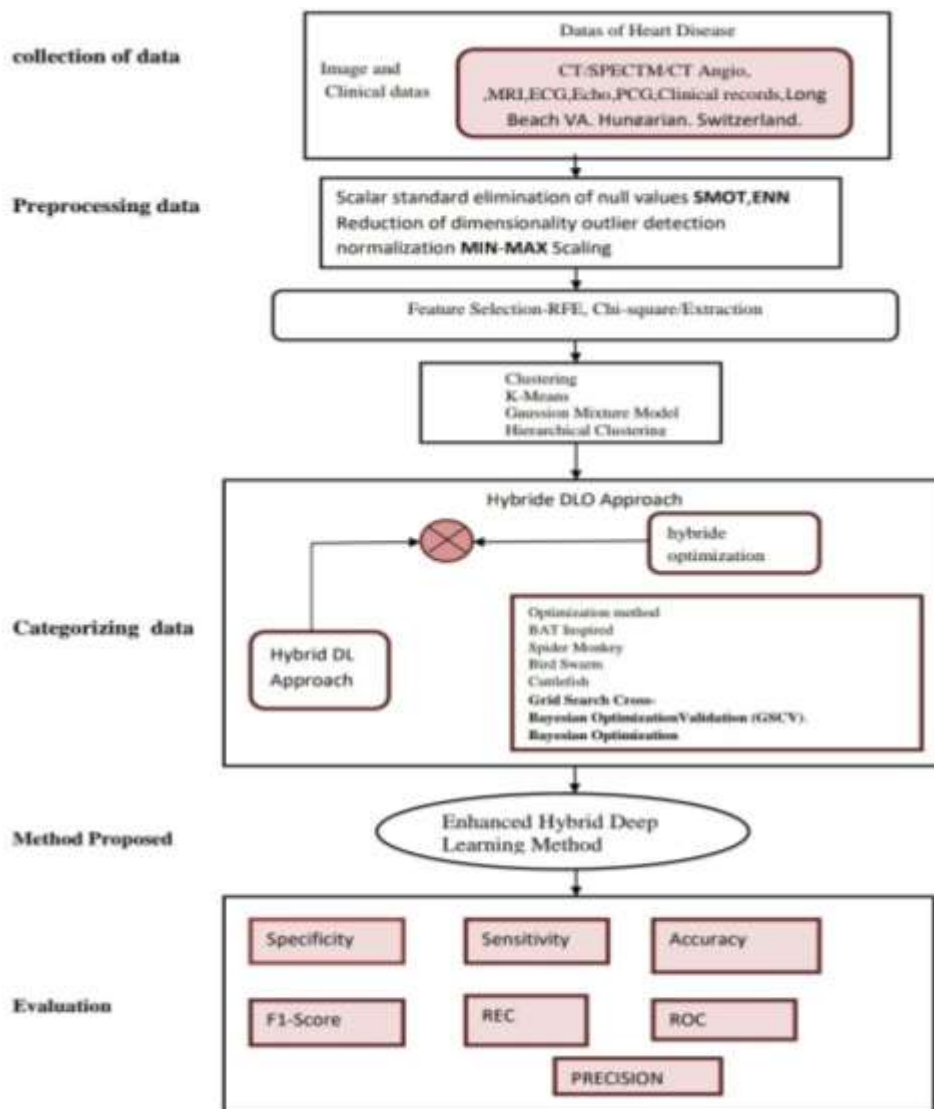 Datas of Heart Disease
collection of data
Image and
Clinical datas
CT/SPECTM/CT Angio,
,MRI,ECG,Echo,PCG,Clinical records,Long
Beach VA. Hungarian. Switzerland.
Preprocessing data
Scalar standard elimination of null values SMOT,ENN
Reduction of dimensionality outlier detection
normalization MIN-MAX Scaling
Feature Selection-RFE, Chi-square/Extraction
Clustering
K-Means
Gaussion Mixture Model
Hierarchical Clustering
Hybride DLO Approach
hybride
optimization
Categorizing data
Hybrid DL
Approach
Optimization method
BAT Inspired
Spider Monkey
Bird Swarm
Cuttlefish
Grid Search Cross-
Bayesian OptimizationValidation (GSCV).
Bayesian Optimization
Method Proposed
Enhanced Hybrid Deep
Learning Method
Evaluation
Specificity
Sensitivity
Accuracy
F1-Score
REC
ROC
PRECISION